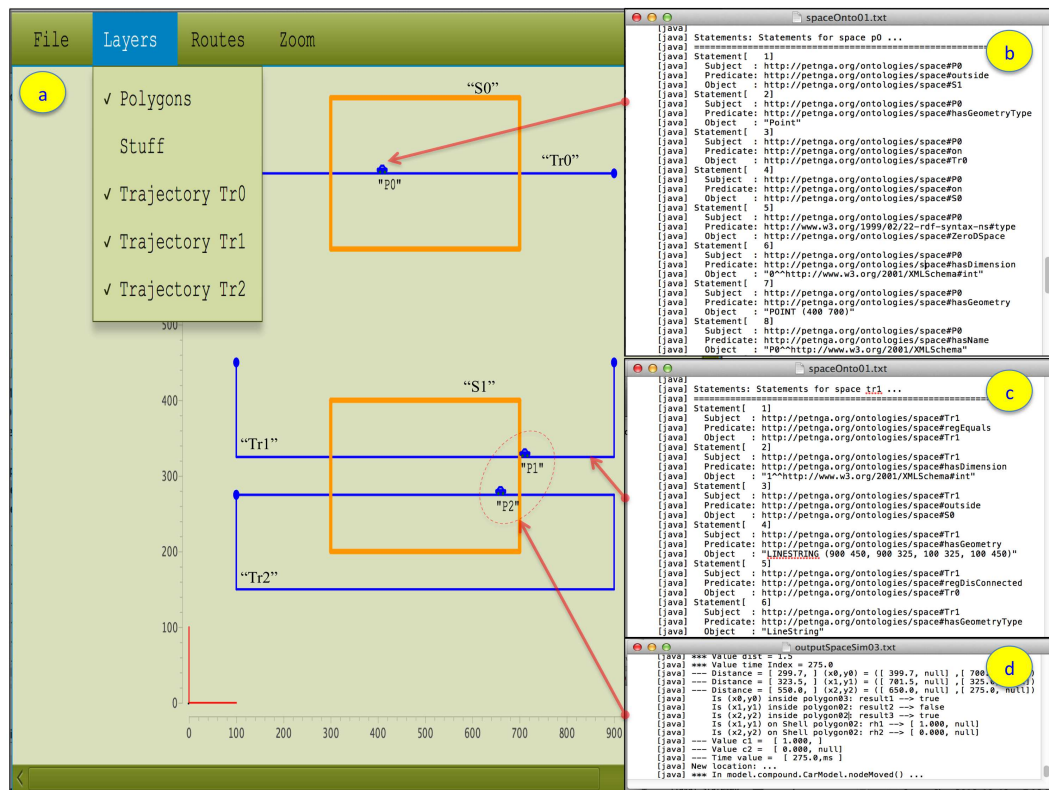 File Layers Routes Zoom
a
✓ Polygons
Stuff
✓ Trajectory Tr0
✓ Trajectory Tr1
✓ Trajectory Tr2
“S0”
“Tr0”
"P0"
500
400
300
200
100
0
“S1”
“Tr1”
"P1"
"P2"
“Tr2”
0 100 200 300 400 500 600 700 800 900
spaceOnto01.txt
b
[java]
[java] Statements: Statements for space p0 ...
[java] ==================================================
[java] Statement[ 1]
[java] Subject : http://petnga.org/ontologies/space#P0
[java] Predicate: http://petnga.org/ontologies/space#outside
[java] Object : http://petnga.org/ontologies/space#S1
[java] Statement[ 2]
[java] Subject : http://petnga.org/ontologies/space#P0
[java] Predicate: http://petnga.org/ontologies/space#hasGeometryType
[java] Object : "Point"
[java] Statement[ 3]
[java] Subject : http://petnga.org/ontologies/space#P0
[java] Predicate: http://petnga.org/ontologies/space#on
[java] Object : http://petnga.org/ontologies/space#Tr0
[java] Statement[ 4]
[java] Subject : http://petnga.org/ontologies/space#P0
[java] Predicate: http://petnga.org/ontologies/space#on
[java] Object : http://petnga.org/ontologies/space#S0
[java] Statement[ 5]
[java] Subject : http://petnga.org/ontologies/space#P0
[java] Predicate: http://www.w3.org/1999/02/22-rdf-syntax-ns#type
[java] Object : http://petnga.org/ontologies/space#ZeroDSpace
[java] Statement[ 6]
[java] Subject : http://petnga.org/ontologies/space#P0
[java] Predicate: http://petnga.org/ontologies/space#hasDimension
[java] Object : "0^^http://www.w3.org/2001/XMLSchema#int"
[java] Statement[ 7]
[java] Subject : http://petnga.org/ontologies/space#P0
[java] Predicate: http://petnga.org/ontologies/space#hasGeometry
[java] Object : "POINT (400 700)"
[java] Statement[ 8]
[java] Subject : http://petnga.org/ontologies/space#P0
[java] Predicate: http://petnga.org/ontologies/space#hasName
[java] Object : "P0^^http://www.w3.org/2001/XMLSchema"
spaceOnto01.txt
c
[java]
[java] Statements: Statements for space tr1 ...
[java] ==================================================
[java] Statement[ 1]
[java] Subject : http://petnga.org/ontologies/space#Tr1
[java] Predicate: http://petnga.org/ontologies/space#regEquals
[java] Object : http://petnga.org/ontologies/space#Tr1
[java] Statement[ 2]
[java] Subject : http://petnga.org/ontologies/space#Tr1
[java] Predicate: http://petnga.org/ontologies/space#hasDimension
[java] Object : "1^^http://www.w3.org/2001/XMLSchema#int"
[java] Statement[ 3]
[java] Subject : http://petnga.org/ontologies/space#Tr1
[java] Predicate: http://petnga.org/ontologies/space#outside
[java] Object : http://petnga.org/ontologies/space#S0
[java] Statement[ 4]
[java] Subject : http://petnga.org/ontologies/space#Tr1
[java] Predicate: http://petnga.org/ontologies/space#hasGeometry
[java] Object : "LINESTRING (900 450, 900 325, 100 325, 100 450)"
[java] Statement[ 5]
[java] Subject : http://petnga.org/ontologies/space#Tr1
[java] Predicate: http://petnga.org/ontologies/space#regDisConnected
[java] Object : http://petnga.org/ontologies/space#Tr0
[java] Statement[ 6]
[java] Subject : http://petnga.org/ontologies/space#Tr1
[java] Predicate: http://petnga.org/ontologies/space#hasGeometryType
[java] Object : "LineString"
outputSpaceSim03.txt
d
[java] *** Value dist = 1.5
[java] *** Value time Index = 275.0
[java] --- Distance = [ 299.7, ] (x0,y0) = ([ 399.7, null] ,[ 700.
[java] --- Distance = [ 323.5, ] (x1,y1) = ([ 701.5, null] ,[ 325.0, null])
[java] --- Distance = [ 550.0, ] (x2,y2) = ([ 650.0, null] ,[ 275.0, null])
[java] Is (x0,y0) inside polygon03: result1 --> true
[java] Is (x1,y1) inside polygon02: result2 --> false
[java] Is (x2,y2) inside polygon02: result3 --> true
[java] Is (x1,y1) on Shell polygon02: rh1 --> [ 1.000, null]
[java] Is (x2,y2) on Shell polygon02: rh2 --> [ 0.000, null]
[java] --- Value c1 = [ 1.000, ]
[java] --- Value c2 = [ 0.000, null]
[java] --- Time value = [ 275.0,ms ]
[java] New location: ...
[java] *** In model.compound.CarModel.nodeMoved() ...